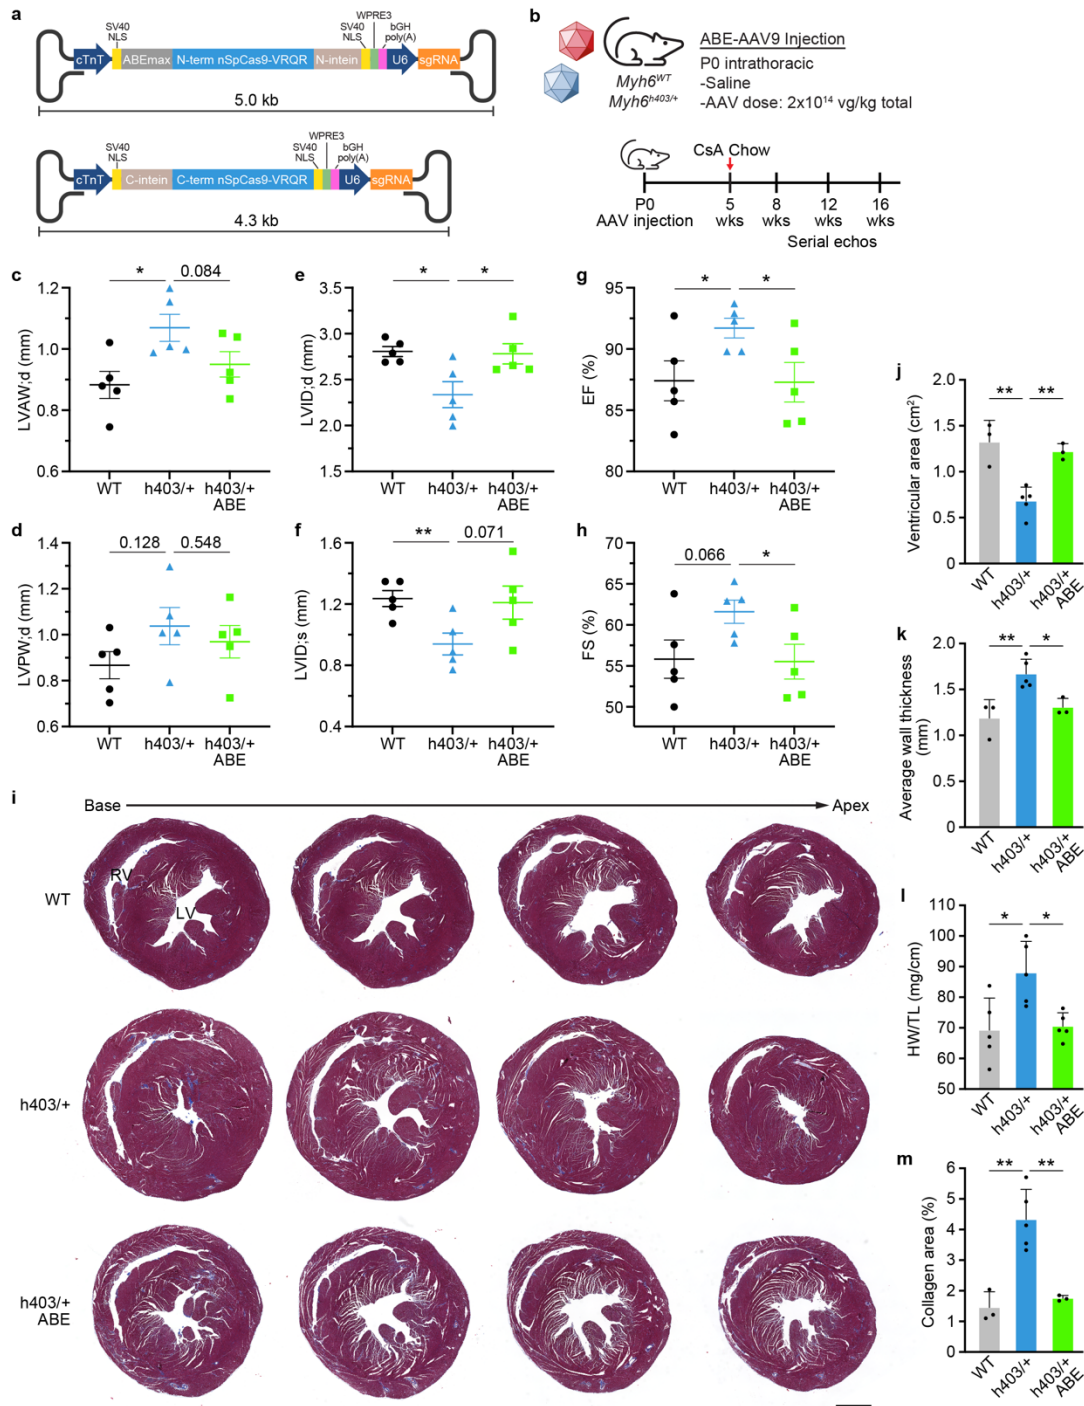 a
SV40
NLS
WPRE3
SV40
NLS
bGH
poly(A)
cTnT
ABEmax
N-term nSpCas9-VRQR
N-intein
U6
sgRNA
5.0 kb
SV40
NLS
WPRE3
SV40
NLS
bGH
poly(A)
cTnT
C-intein
C-term nSpCas9-VRQR
U6
sgRNA
4.3 kb
b
Myh6WT
Myh6h403/+
ABE-AAV9 Injection
P0 intrathoracic
-Saline
-AAV dose: 2x10¹⁴ vg/kg total
CsA Chow
P0
AAV injection
5
wks
8
wks
12
wks
16
wks
Serial echos
c
LVAW;d (mm)
1.2
1.0
0.8
0.6
*
0.084
WT
h403/+
h403/+
ABE
e
LVID;d (mm)
3.5
3.0
2.5
2.0
1.5
*
*
WT
h403/+
h403/+
ABE
g
EF (%)
95
90
85
80
*
*
WT
h403/+
h403/+
ABE
d
LVPW;d (mm)
1.4
1.2
1.0
0.8
0.6
0.128
0.548
WT
h403/+
h403/+
ABE
f
LVID;s (mm)
1.6
1.2
0.8
0.4
**
0.071
WT
h403/+
h403/+
ABE
h
FS (%)
70
65
60
55
50
0.066
*
WT
h403/+
h403/+
ABE
i
Base
Apex
WT
RV
LV
h403/+
h403/+
ABE
j
Ventricular area (cm²)
2.0
1.5
1.0
0.5
0
**
**
WT
h403/+
h403/+
ABE
k
Average wall thickness
(mm)
2.0
1.5
1.0
0.5
0
**
*
WT
h403/+
h403/+
ABE
l
HW/TL (mg/cm)
110
100
90
80
70
60
50
*
*
WT
h403/+
h403/+
ABE
m
Collagen area (%)
6
5
4
3
2
1
0
**
**
WT
h403/+
h403/+
ABE